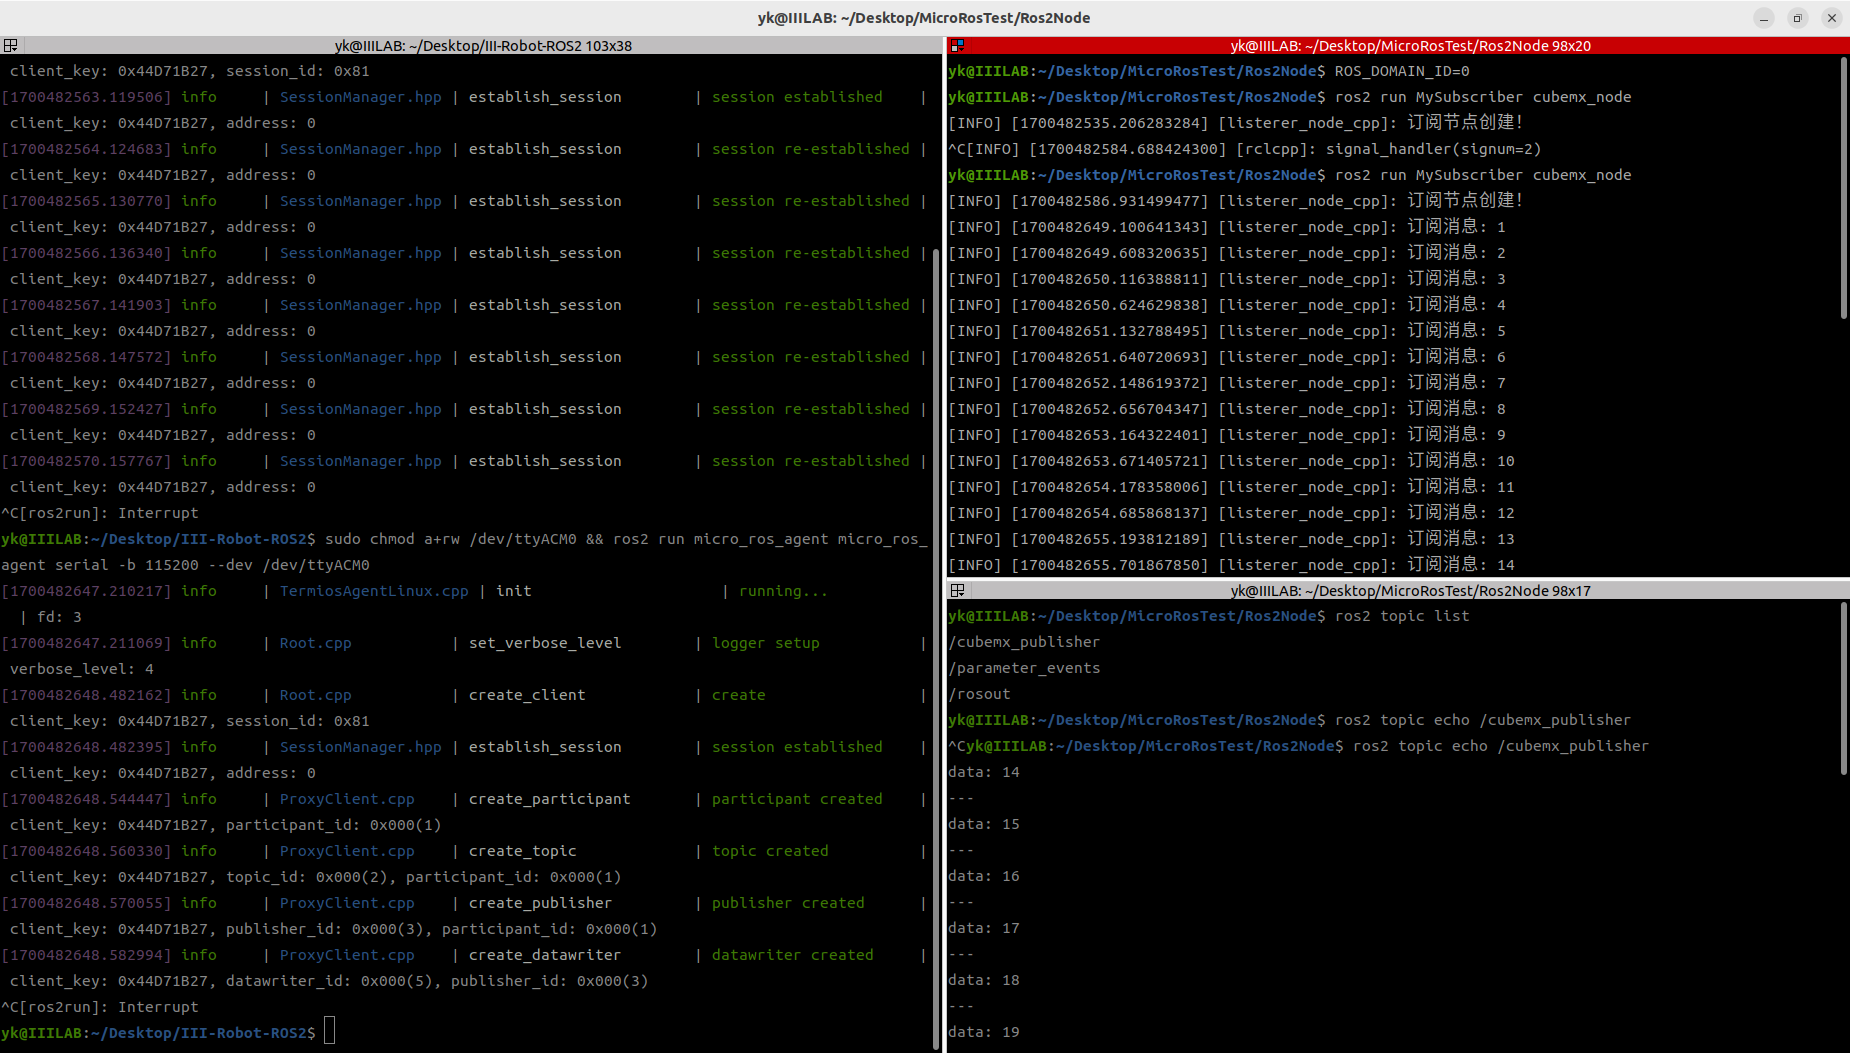 yk@IIILAB: ~/Desktop/MicroRosTest/Ros2Node
yk@IIILAB: ~/Desktop/III-Robot-ROS2 103x38
client_key: 0x44D71B27, session_id: 0x81
[1700482563.119506] info | SessionManager.hpp | establish_session | session established |
client_key: 0x44D71B27, address: 0
[1700482564.124683] info | SessionManager.hpp | establish_session | session re-established |
client_key: 0x44D71B27, address: 0
[1700482565.130770] info | SessionManager.hpp | establish_session | session re-established |
client_key: 0x44D71B27, address: 0
[1700482566.136340] info | SessionManager.hpp | establish_session | session re-established |
client_key: 0x44D71B27, address: 0
[1700482567.141903] info | SessionManager.hpp | establish_session | session re-established |
client_key: 0x44D71B27, address: 0
[1700482568.147572] info | SessionManager.hpp | establish_session | session re-established |
client_key: 0x44D71B27, address: 0
[1700482569.152427] info | SessionManager.hpp | establish_session | session re-established |
client_key: 0x44D71B27, address: 0
[1700482570.157767] info | SessionManager.hpp | establish_session | session re-established |
client_key: 0x44D71B27, address: 0
^C[ros2run]: Interrupt
yk@IIILAB:~/Desktop/III-Robot-ROS2$ sudo chmod a+rw /dev/ttyACM0 && ros2 run micro_ros_agent micro_ros_
agent serial -b 115200 --dev /dev/ttyACM0
[1700482647.210217] info | TermiosAgentLinux.cpp | init | running...
| fd: 3
[1700482647.211069] info | Root.cpp | set_verbose_level | logger setup |
verbose_level: 4
[1700482648.482162] info | Root.cpp | create_client | create |
client_key: 0x44D71B27, session_id: 0x81
[1700482648.482395] info | SessionManager.hpp | establish_session | session established |
client_key: 0x44D71B27, address: 0
[1700482648.544447] info | ProxyClient.cpp | create_participant | participant created |
client_key: 0x44D71B27, participant_id: 0x000(1)
[1700482648.560330] info | ProxyClient.cpp | create_topic | topic created |
client_key: 0x44D71B27, topic_id: 0x000(2), participant_id: 0x000(1)
[1700482648.570055] info | ProxyClient.cpp | create_publisher | publisher created |
client_key: 0x44D71B27, publisher_id: 0x000(3), participant_id: 0x000(1)
[1700482648.582994] info | ProxyClient.cpp | create_datawriter | datawriter created |
client_key: 0x44D71B27, datawriter_id: 0x000(5), publisher_id: 0x000(3)
^C[ros2run]: Interrupt
yk@IIILAB:~/Desktop/III-Robot-ROS2$
yk@IIILAB: ~/Desktop/MicroRosTest/Ros2Node 98x20
yk@IIILAB:~/Desktop/MicroRosTest/Ros2Node$ ROS_DOMAIN_ID=0
yk@IIILAB:~/Desktop/MicroRosTest/Ros2Node$ ros2 run MySubscriber cubemx_node
[INFO] [1700482535.206283284] [listerer_node_cpp]: 订阅节点创建!
^C[INFO] [1700482584.688424300] [rclcpp]: signal_handler(signum=2)
yk@IIILAB:~/Desktop/MicroRosTest/Ros2Node$ ros2 run MySubscriber cubemx_node
[INFO] [1700482586.931499477] [listerer_node_cpp]: 订阅节点创建!
[INFO] [1700482649.100641343] [listerer_node_cpp]: 订阅消息: 1
[INFO] [1700482649.608320635] [listerer_node_cpp]: 订阅消息: 2
[INFO] [1700482650.116388811] [listerer_node_cpp]: 订阅消息: 3
[INFO] [1700482650.624629838] [listerer_node_cpp]: 订阅消息: 4
[INFO] [1700482651.132788495] [listerer_node_cpp]: 订阅消息: 5
[INFO] [1700482651.640720693] [listerer_node_cpp]: 订阅消息: 6
[INFO] [1700482652.148619372] [listerer_node_cpp]: 订阅消息: 7
[INFO] [1700482652.656704347] [listerer_node_cpp]: 订阅消息: 8
[INFO] [1700482653.164322401] [listerer_node_cpp]: 订阅消息: 9
[INFO] [1700482653.671405721] [listerer_node_cpp]: 订阅消息: 10
[INFO] [1700482654.178358006] [listerer_node_cpp]: 订阅消息: 11
[INFO] [1700482654.685868137] [listerer_node_cpp]: 订阅消息: 12
[INFO] [1700482655.193812189] [listerer_node_cpp]: 订阅消息: 13
[INFO] [1700482655.701867850] [listerer_node_cpp]: 订阅消息: 14
yk@IIILAB: ~/Desktop/MicroRosTest/Ros2Node 98x17
yk@IIILAB:~/Desktop/MicroRosTest/Ros2Node$ ros2 topic list
/cubemx_publisher
/parameter_events
/rosout
yk@IIILAB:~/Desktop/MicroRosTest/Ros2Node$ ros2 topic echo /cubemx_publisher
^Cyk@IIILAB:~/Desktop/MicroRosTest/Ros2Node$ ros2 topic echo /cubemx_publisher
data: 14
---
data: 15
---
data: 16
---
data: 17
---
data: 18
---
data: 19